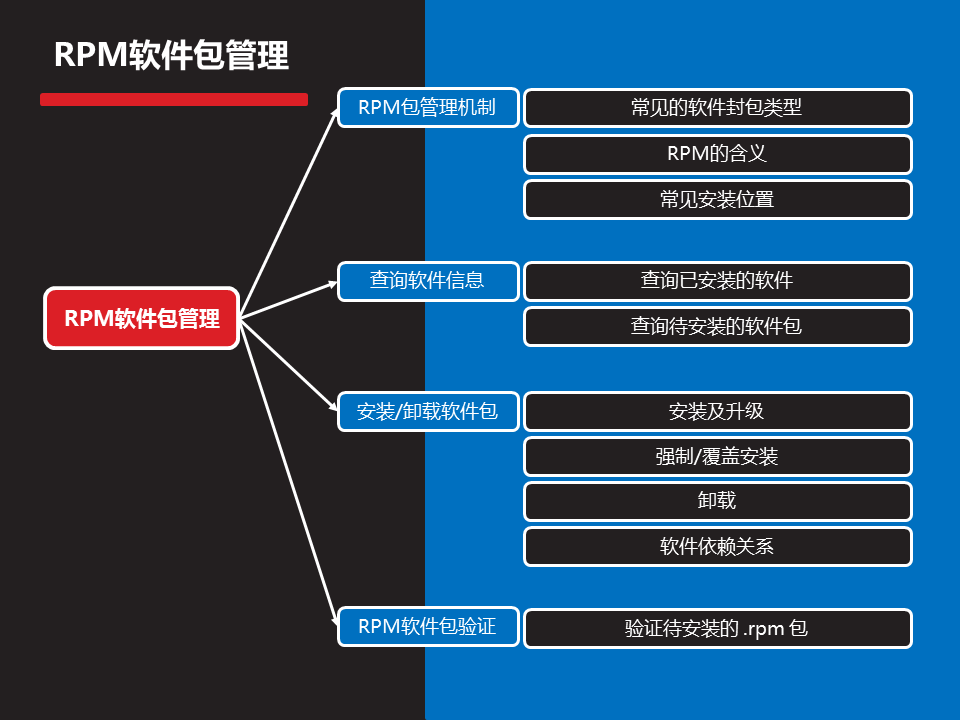 RPM软件包管理
RPM包管理机制
常见的软件封包类型
RPM的含义
常见安装位置
查询软件信息
查询已安装的软件
查询待安装的软件包
RPM软件包管理
安装/卸载软件包
安装及升级
强制/覆盖安装
卸载
软件依赖关系
RPM软件包验证
验证待安装的 .rpm 包